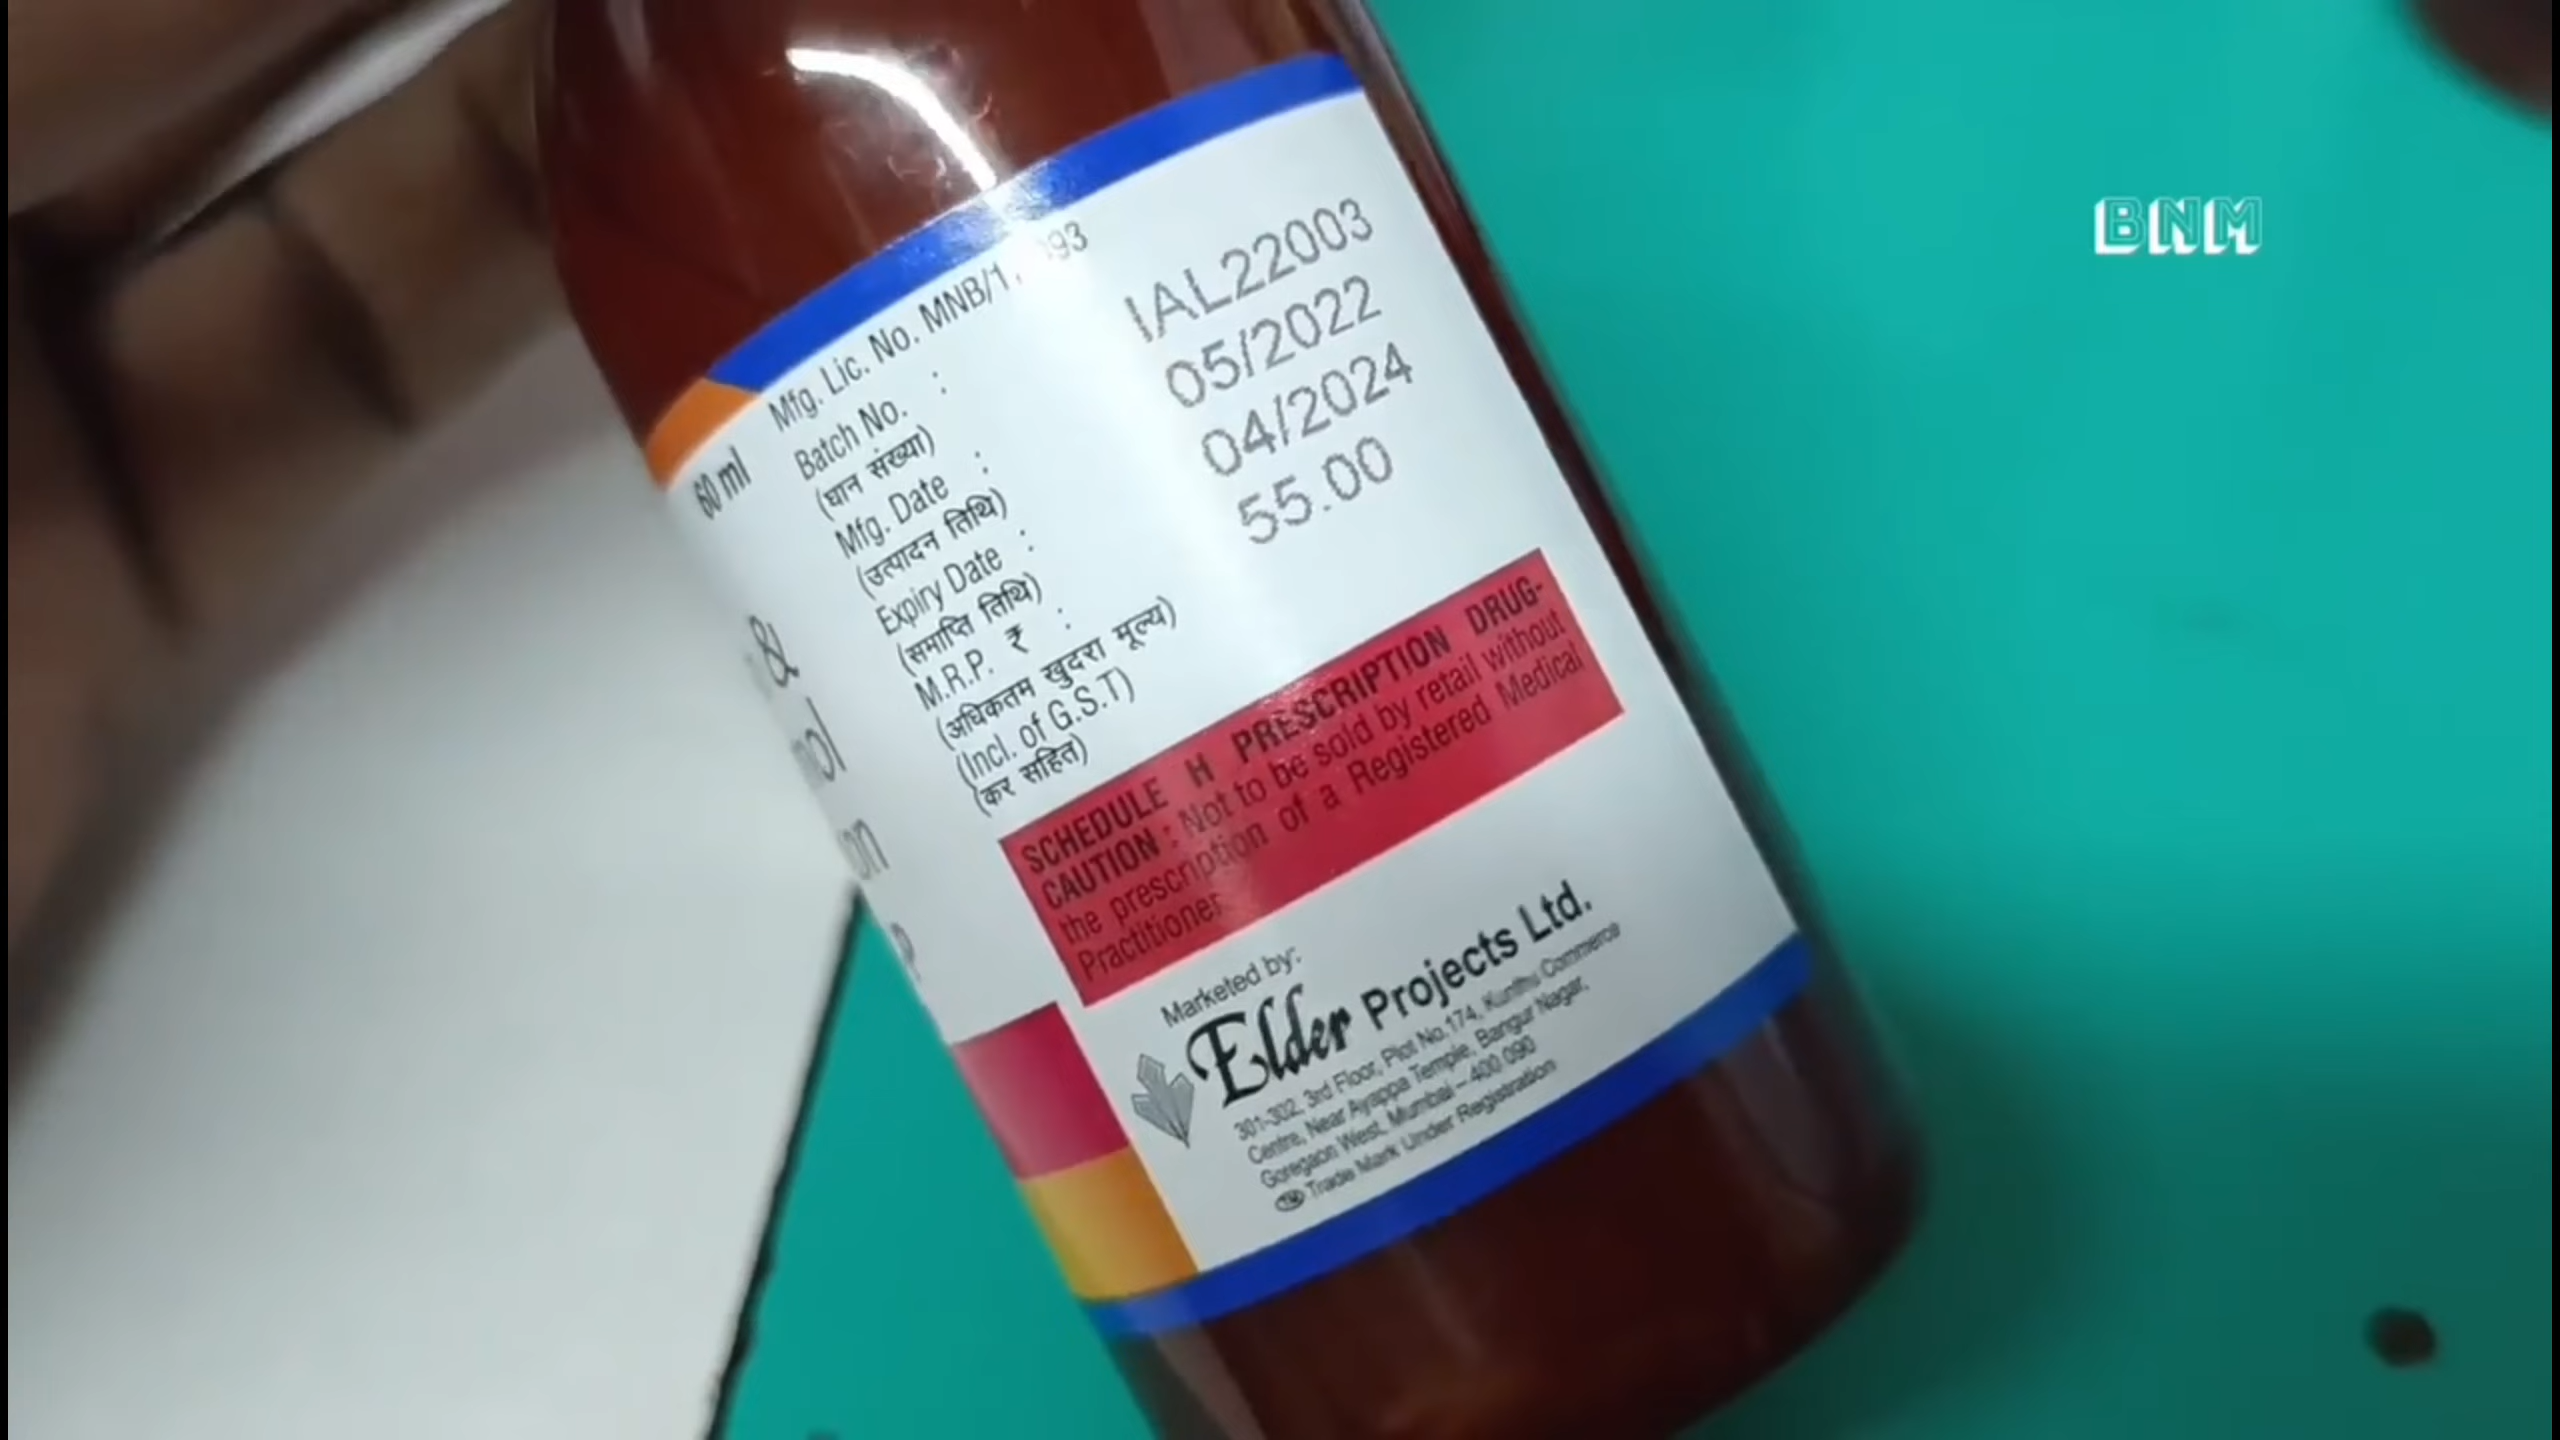 BNM
60 ml
&
Mfg. Lic. No. MNB/1
Batch No. : IAL22003
(घान संख्या)
Mfg. Date : 05/2022
(उत्पादन तिथि)
Expiry Date : 04/2024
(समाप्ति तिथि)
M.R.P. ₹ : 55.00
(अधिकतम खुदरा मूल्य)
(Incl. of G.S.T)
(कर सहित)
SCHEDULE H PRESCRIPTION DRUG-
CAUTION : Not to be sold by retail without
the prescription of a Registered Medical
Practitioner
Marketed by:
Elder Projects Ltd.
301-302, 3rd Floor, Plot No.174, Kunthu Commerce
Centre, Near Ayappa Temple, Bangur Nagar,
Goregaon West, Mumbai – 400 090
TM Trade Mark Under Registration